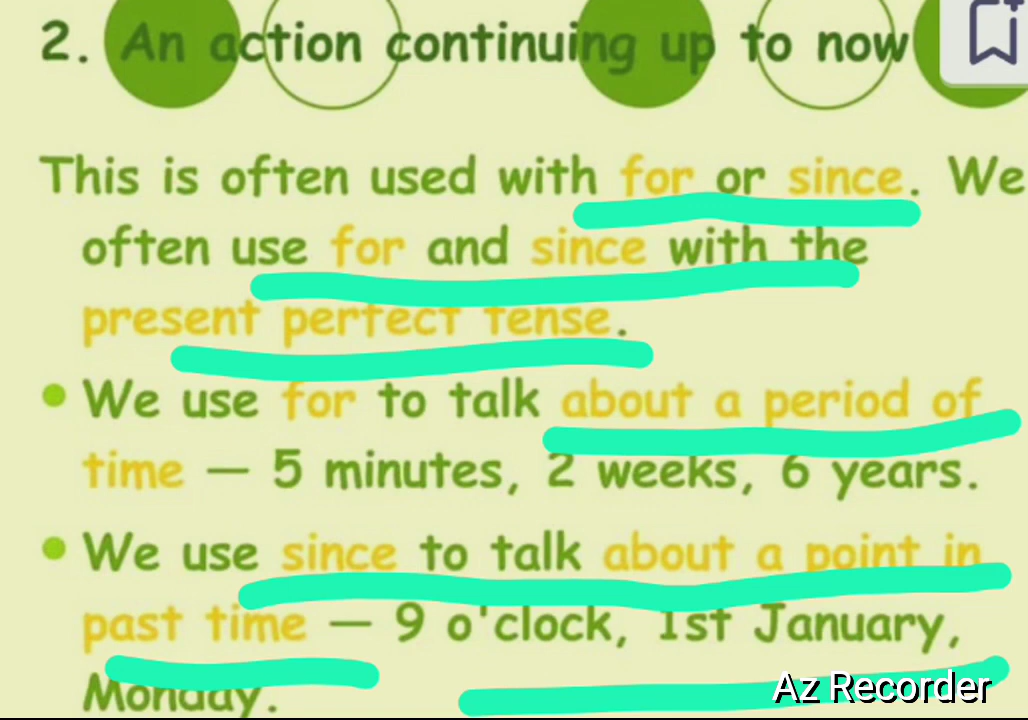 2. An action continuing up to now
This is often used with for or since. We
often use for and since with the
present perfect tense.
We use for to talk about a period of
time — 5 minutes, 2 weeks, 6 years.
We use since to talk about a point in
past time — 9 o'clock, 1st January,
Monday.
Az Recorder